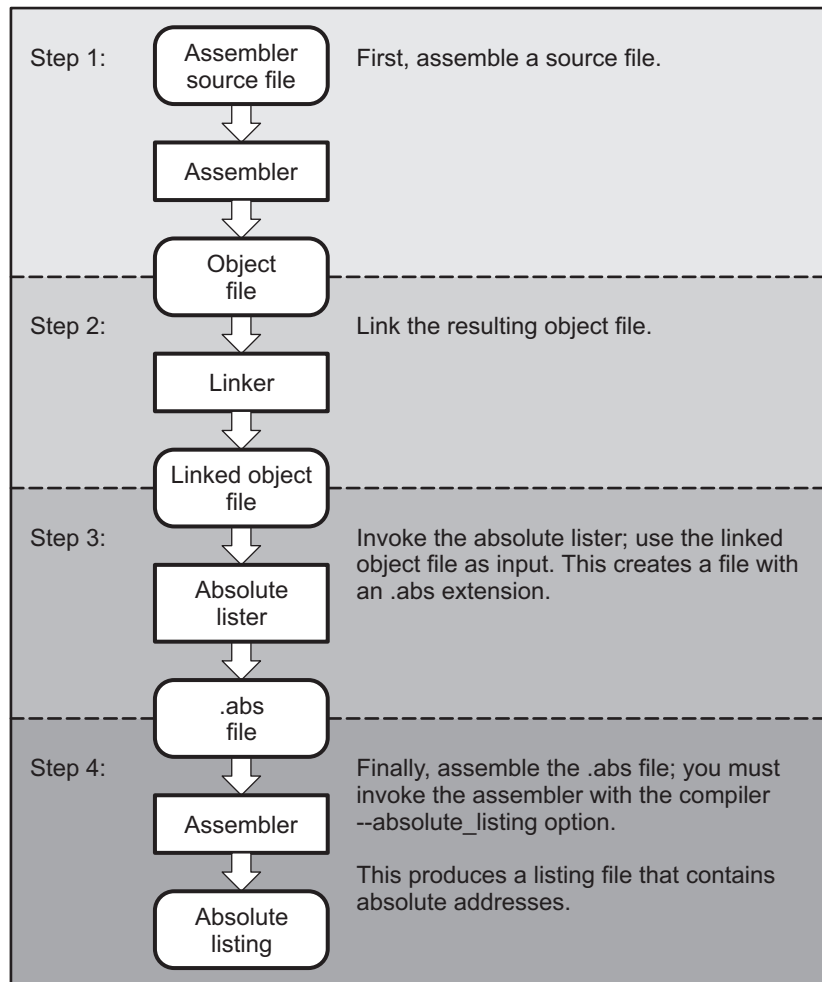 Step 1:
Assembler
source file
First, assemble a source file.
Assembler
Object
file
Step 2:
Link the resulting object file.
Linker
Linked object
file
Step 3:
Invoke the absolute lister; use the linked
object file as input. This creates a file with
an .abs extension.
Absolute
lister
.abs
file
Step 4:
Finally, assemble the .abs file; you must
invoke the assembler with the compiler
--absolute_listing option.
Assembler
This produces a listing file that contains
absolute addresses.
Absolute
listing